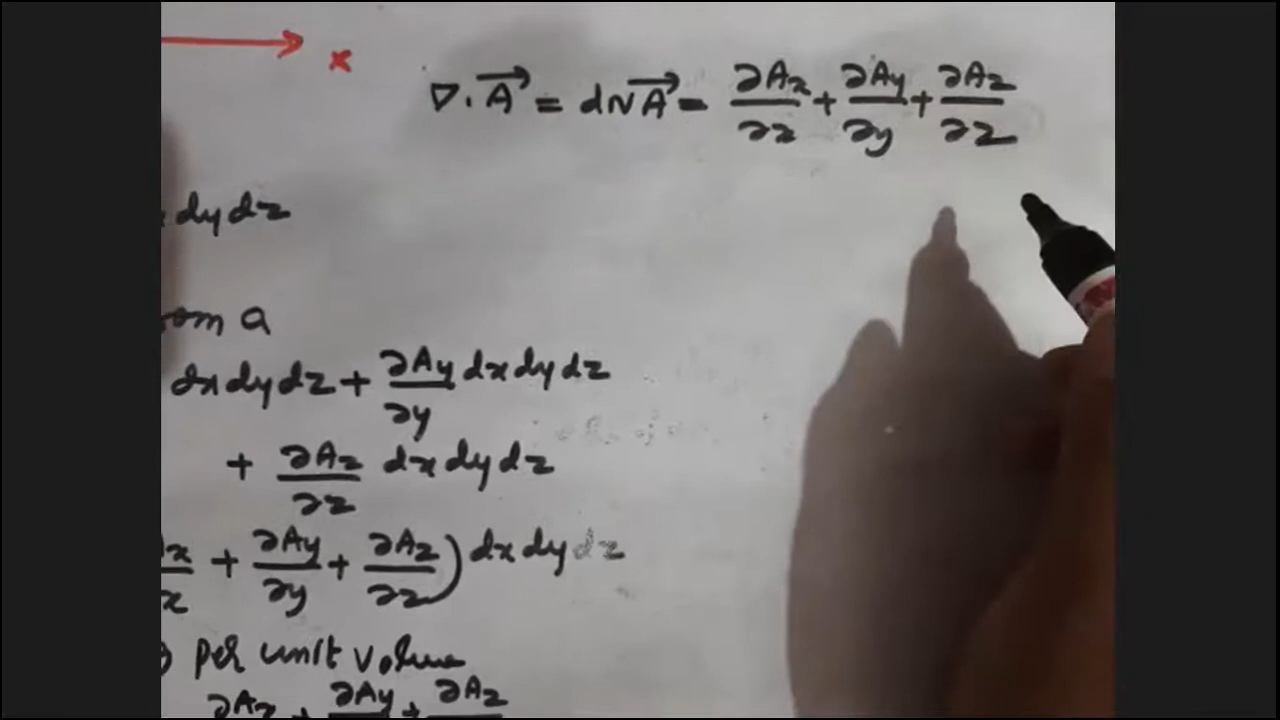 x
∇·A⃗ = div A⃗ = ∂Ax/∂x + ∂Ay/∂y + ∂Az/∂z
dy dz
om a
dx dy dz + ∂Ay/∂y dx dy dz
+ ∂Az/∂z dx dy dz
x/x + ∂Ay/∂y + ∂Az/∂z) dx dy dz
) per unit volume
∂Ax + ∂Ay + ∂Az